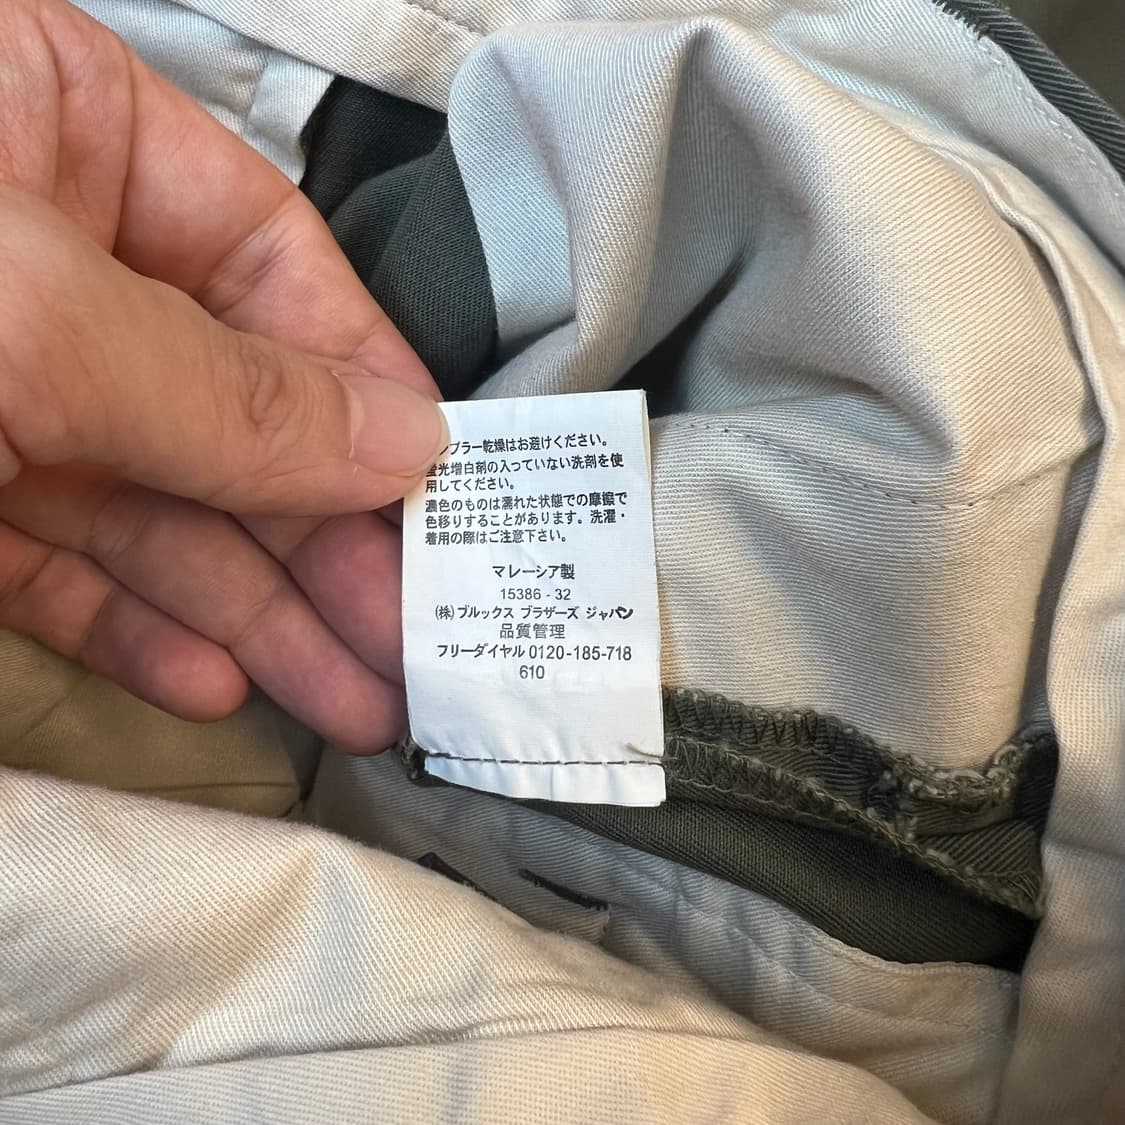 ンブラー乾燥はお避けください。
蛍光増白剤の入っていない洗剤を使
用してください。
濃色のものは濡れた状態での摩擦で
色移りすることがあります。洗濯・
着用の際はご注意下さい。
マレーシア製
15386 - 32
(株) ブルックス ブラザーズ ジャパン
品質管理
フリーダイヤル 0120-185-718
610